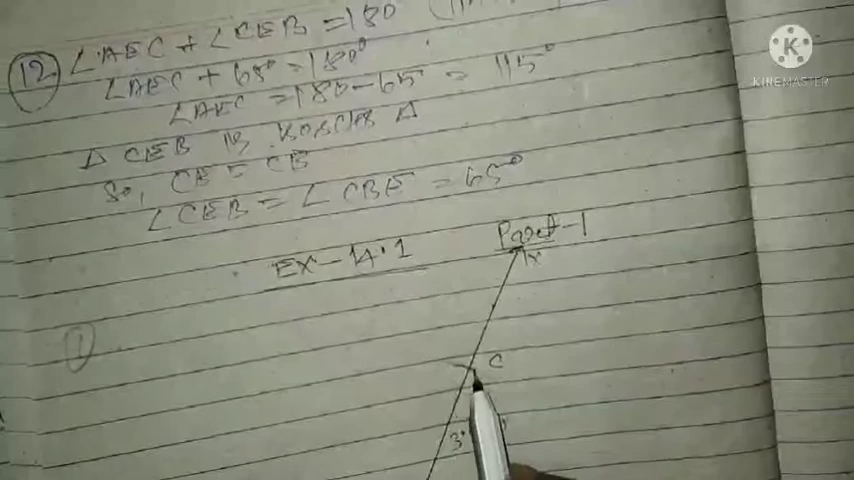 (12) ∠AEC + ∠CEB = 180
∠AEC + 65° = 180°
∠AEC = 180 - 65° = 115°
Δ CEB is isosceles Δ
So, CE = CB
∠CEB = ∠CBE = 65°
Ex - 14.1
Part - 1
(1)
x
C
3
K
KINEMASTER